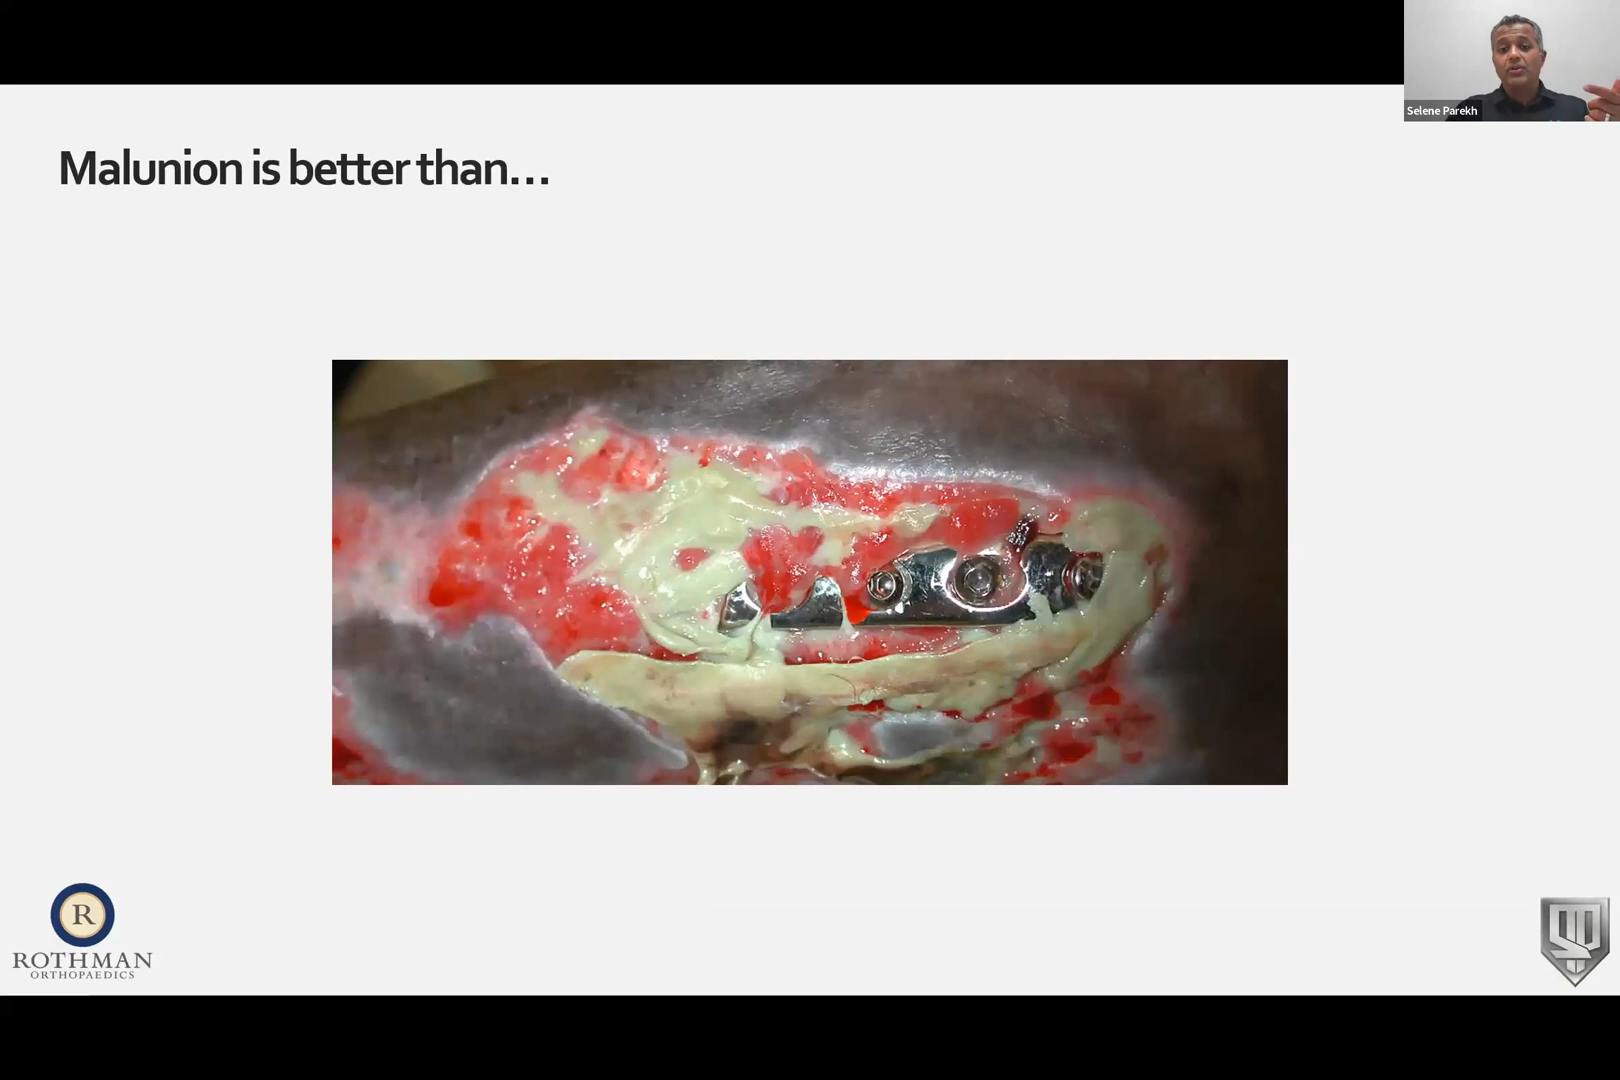 Selene Parekh
Malunion is better than...
R
ROTHMAN
ORTHOPAEDICS